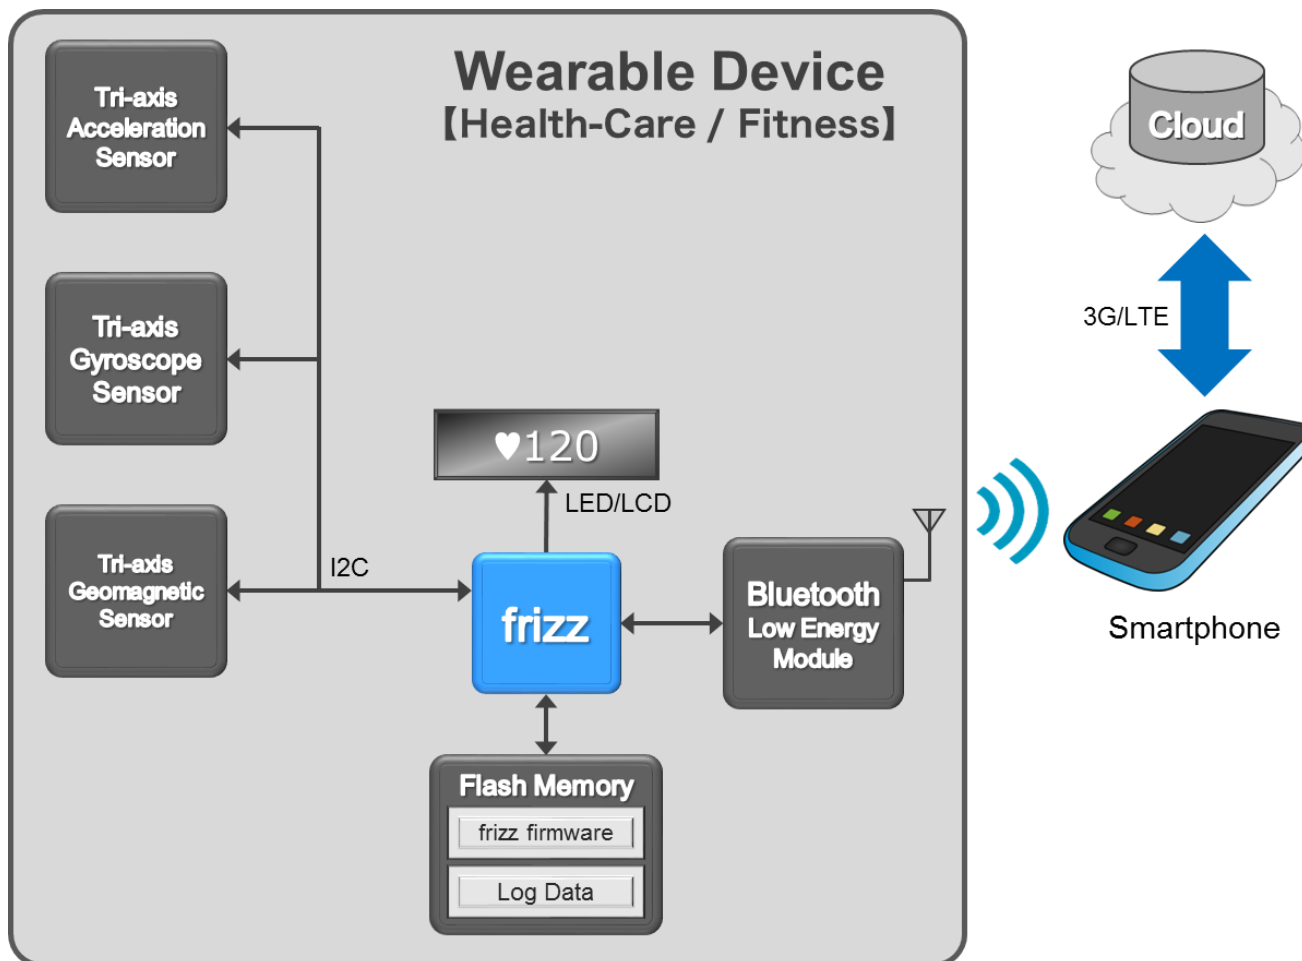 Wearable Device
【Health-Care / Fitness】
Tri-axis
Acceleration
Sensor
Cloud
Tri-axis
Gyroscope
Sensor
3G/LTE
♥120
LED/LCD
Tri-axis
Geomagnetic
Sensor
I2C
frizz
Bluetooth
Low Energy
Module
Smartphone
Flash Memory
frizz firmware
Log Data